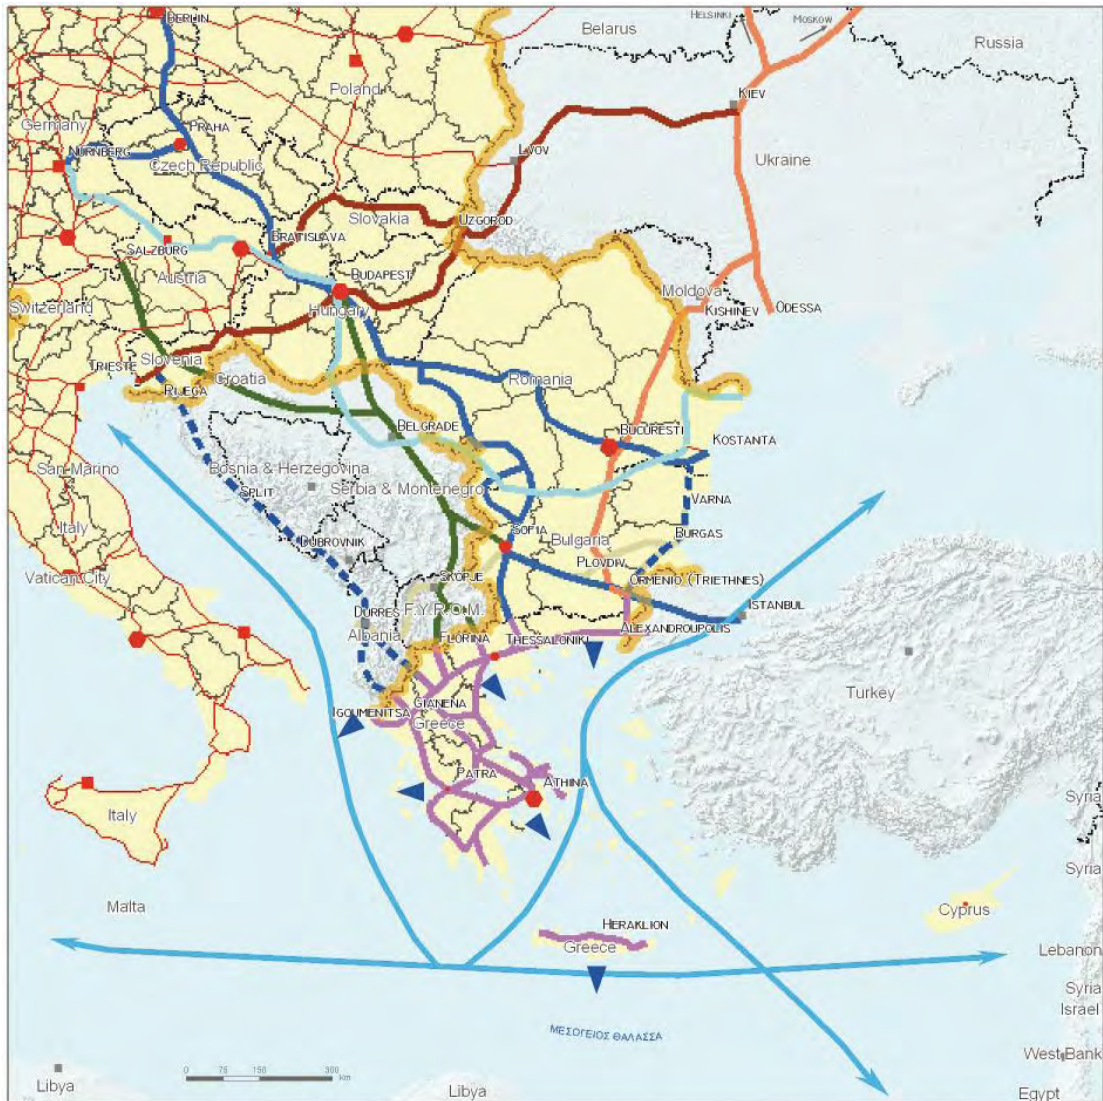 BERLIN
HELSINKI
MOSKOW
Belarus
Russia
Poland
KIEV
Germany
PRAHA
NÜRNBERG
Czech Republic
LVOV
Ukraine
Slovakia
UZGOROD
BRATISLAVA
SALZBURG
Austria
BUDAPEST
Moldova
Switzerland
Hungary
KISHINEV
ODESSA
TRIESTE
Slovenia
Croatia
RIJEGA
Romania
BELGRADE
BUCURESTI
KOSTANTA
San Marino
Bosnia & Herzegovina
Serbia & Montenegro
SPLIT
VARNA
Italy
SOFIA
Bulgaria
BURGAS
DUBROVNIK
PLOVDIV
Vatican City
SKOPJE
ORMENIO (TRIETHNES)
DURRES
F.Y.R.O.M.
ISTANBUL
Albania
FLORINA
THESSALONIKI
ALEXANDROUPOLIS
Turkey
GIANENA
IGOUMENITSA
Greece
PATRA
ATHINA
Syria
Italy
Syria
Malta
Cyprus
HERAKLION
Greece
Lebanon
Syria
Israel
ΜΕΣΟΓΕΙΟΣ ΘΑΛΑΣΣΑ
West Bank
0 75 150 300
km
Libya
Libya
Egypt